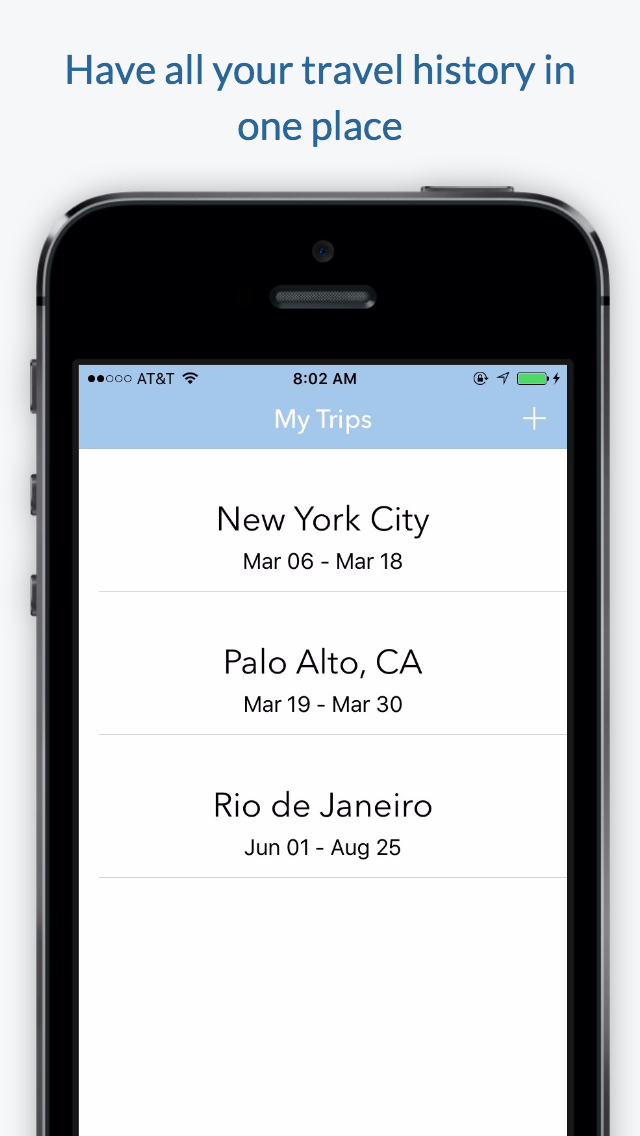 Have all your travel history in
one place
AT&T 8:02 AM
My Trips +
New York City
Mar 06 - Mar 18
Palo Alto, CA
Mar 19 - Mar 30
Rio de Janeiro
Jun 01 - Aug 25